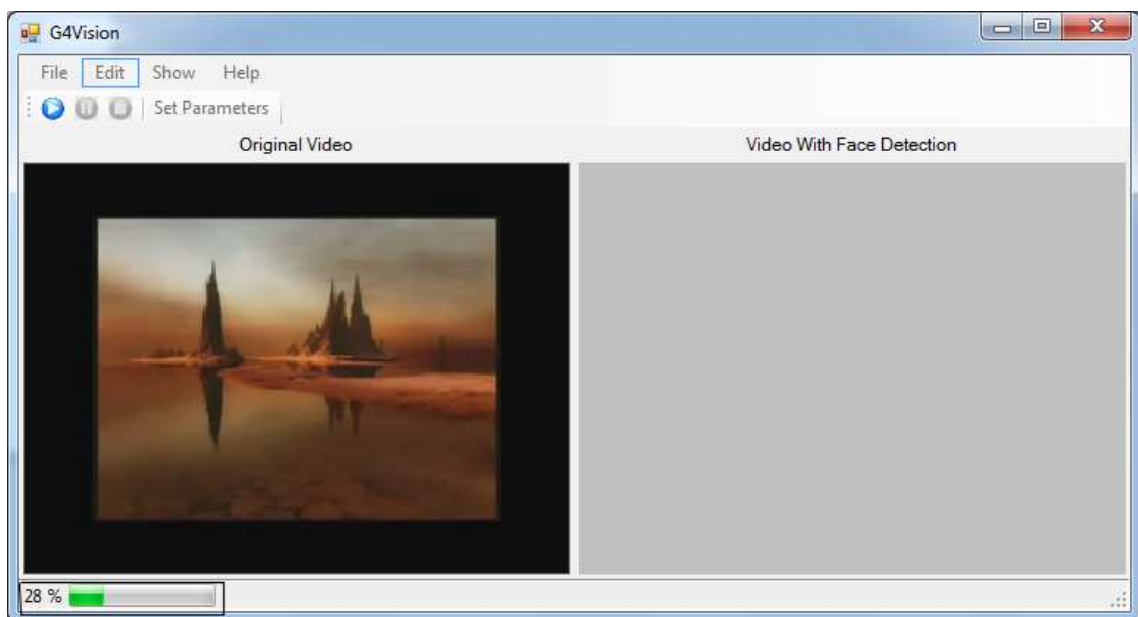 G4Vision
File Edit Show Help
Set Parameters
Original Video Video With Face Detection
28 %